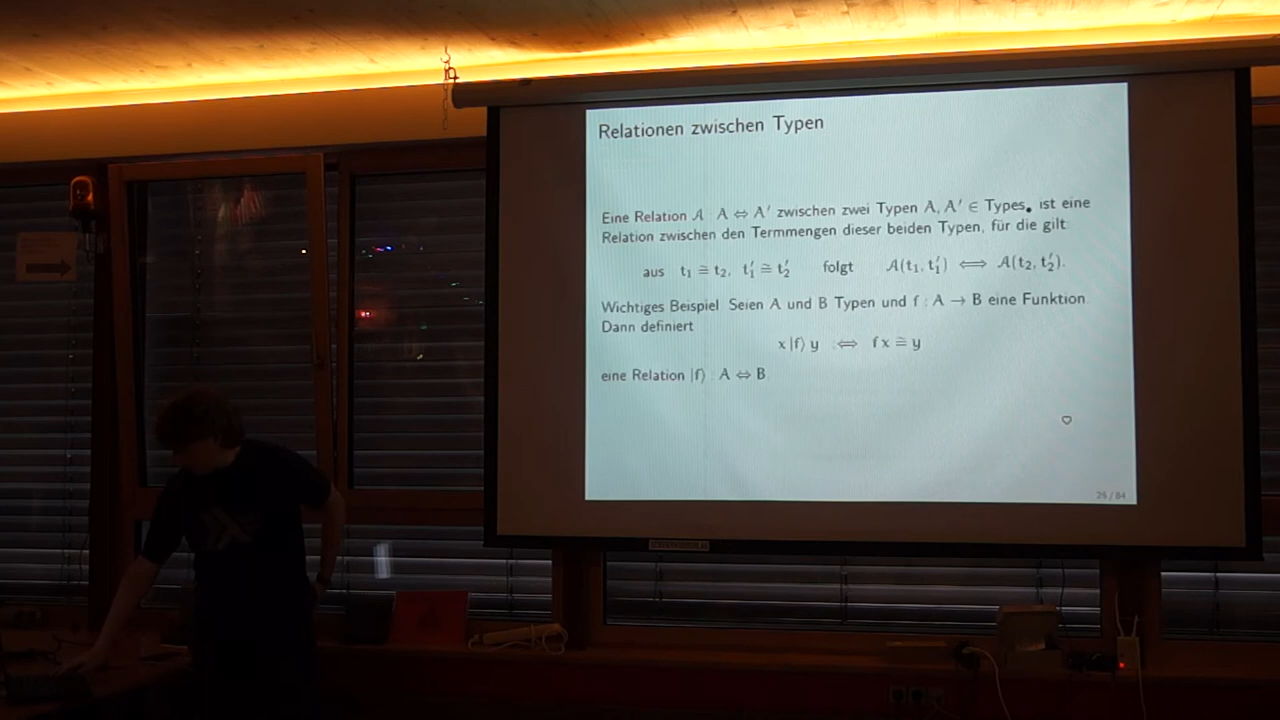 Relationen zwischen Typen
Eine Relation 𝒜 : A ⇔ A′ zwischen zwei Typen A, A′ ∈ Types• ist eine
Relation zwischen den Termmengen dieser beiden Typen, für die gilt:
aus t₁ ≅ t₂, t′₁ ≅ t′₂ folgt 𝒜(t₁, t′₁) ⟺ 𝒜(t₂, t′₂).
Wichtiges Beispiel: Seien A und B Typen und f : A → B eine Funktion.
Dann definiert
x |f⟩ y :⟺ f x ≅ y
eine Relation |f⟩ : A ⇔ B.
25 / 84